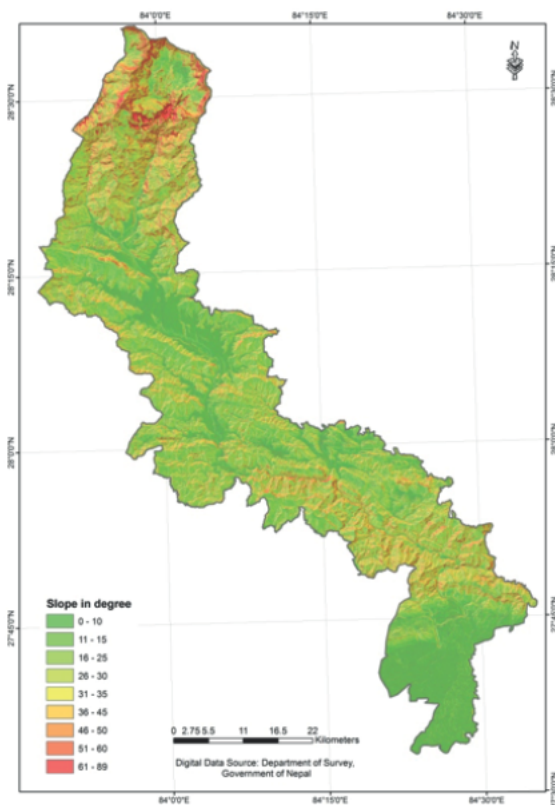 84°0'0"E 84°15'0"E 84°30'0"E
N
28°30'0"N
28°15'0"N
28°0'0"N
27°45'0"N
Slope in degree
0 - 10
11 - 15
16 - 25
26 - 30
31 - 35
36 - 45
46 - 50
51 - 60
61 - 89
0 2.75 5.5 11 16.5 22
Kilometers
Digital Data Source: Department of Survey,
Government of Nepal
84°0'0"E 84°15'0"E 84°30'0"E